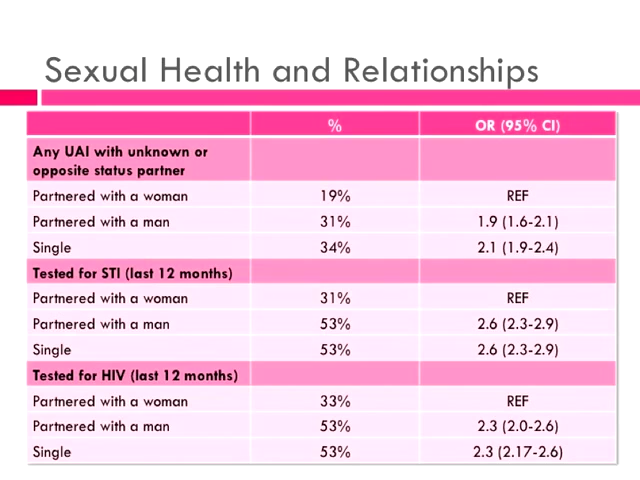 Sexual Health and Relationships
% OR (95% CI)
Any UAI with unknown or
opposite status partner
Partnered with a woman 19% REF
Partnered with a man 31% 1.9 (1.6-2.1)
Single 34% 2.1 (1.9-2.4)
Tested for STI (last 12 months)
Partnered with a woman 31% REF
Partnered with a man 53% 2.6 (2.3-2.9)
Single 53% 2.6 (2.3-2.9)
Tested for HIV (last 12 months)
Partnered with a woman 33% REF
Partnered with a man 53% 2.3 (2.0-2.6)
Single 53% 2.3 (2.17-2.6)